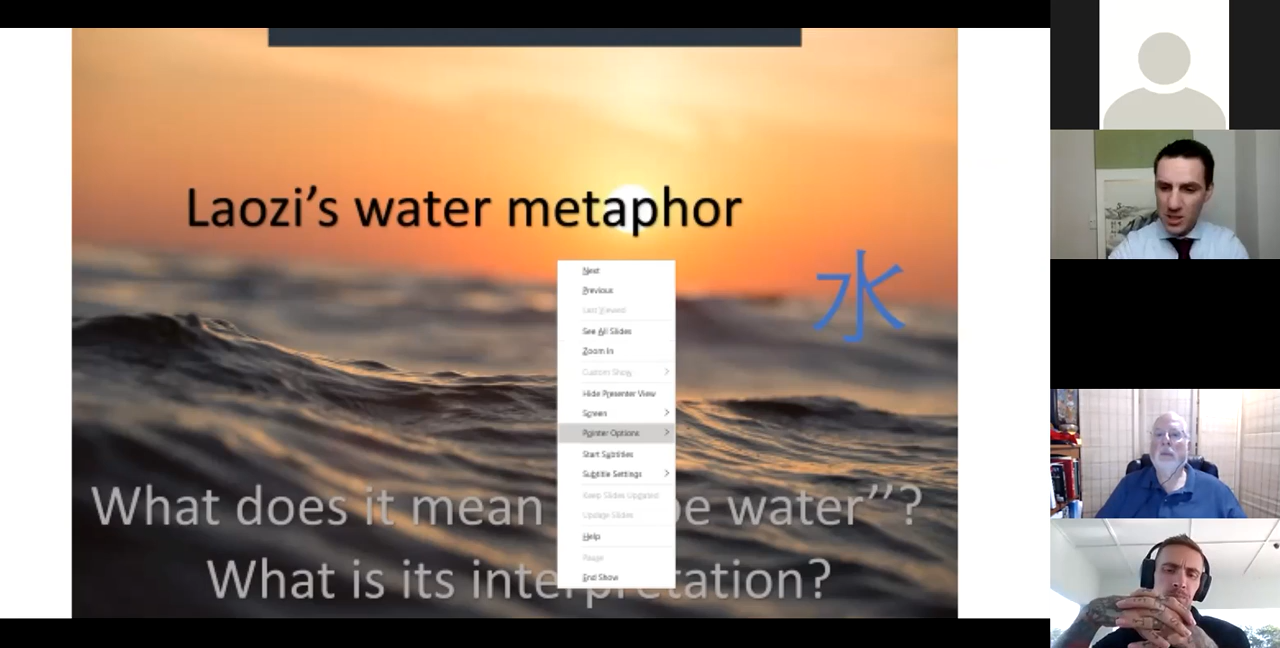 Laozi's water metaphor
水
Next
Previous
Last Viewed
See All Slides
Zoom In
Custom Show
Hide Presenter View
Screen
Pointer Options
Start Subtitles
Subtitle Settings
Keep Slides Updated
Update Slides
Help
Pause
End Show
What does it mean be water”?
What is its interpretation?